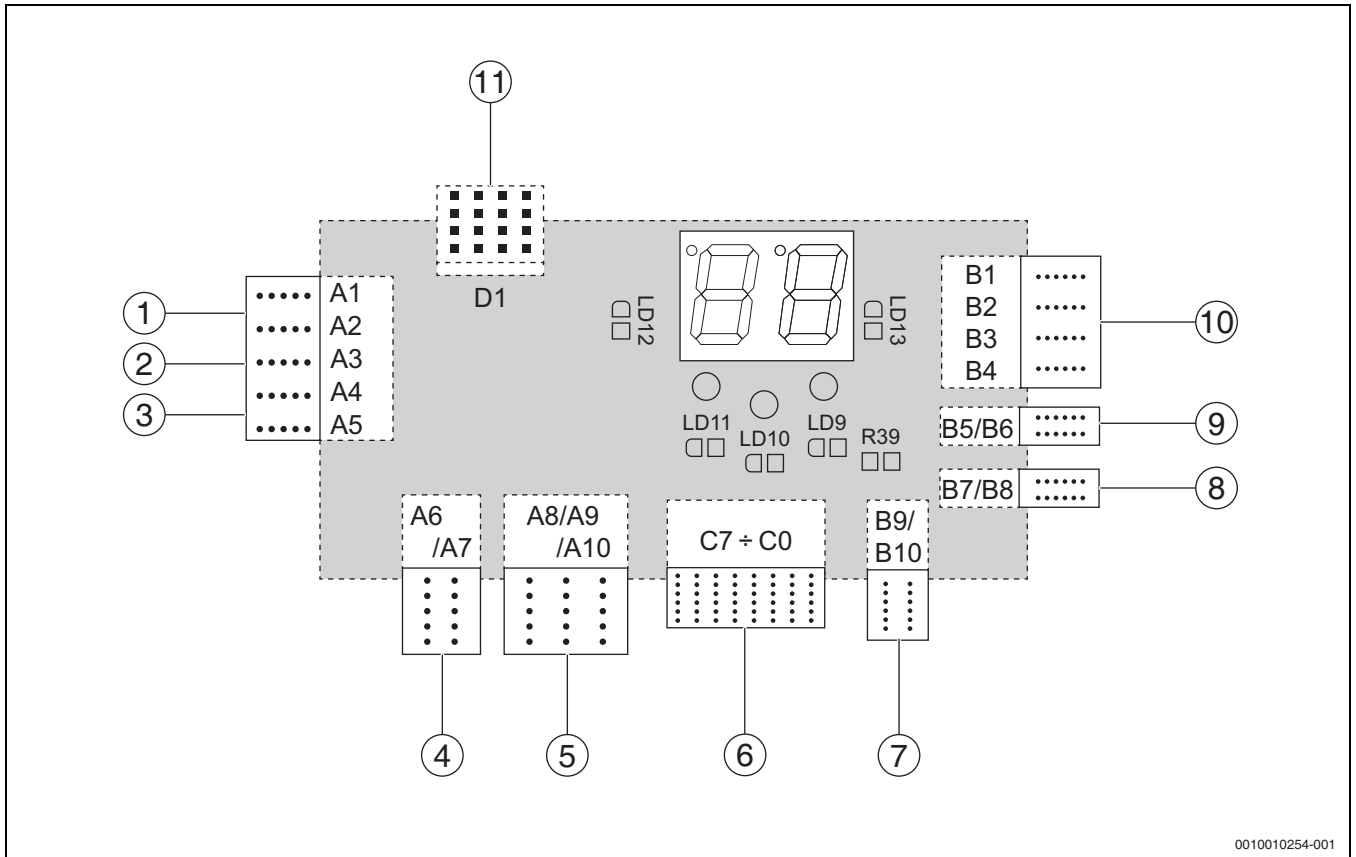 11
D1
LD12
LD13
A1
A2
A3
A4
A5
1
2
3
B1
B2
B3
B4
10
LD11
LD10
LD9
R39
B5/B6
9
B7/B8
8
A6
/A7
A8/A9
/A10
C7 ÷ C0
B9/
B10
4
5
6
7
0010010254-001